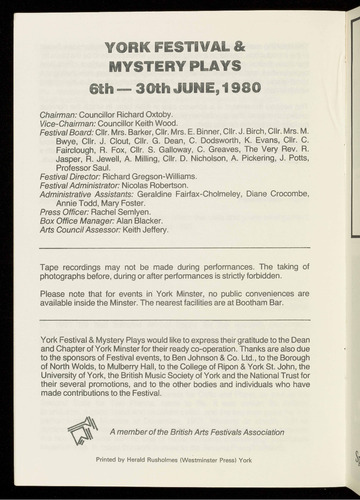 YORK FESTIVAL &
MYSTERY PLAYS
6th — 30th JUNE, 1980
Chairman: Councillor Richard Oxtoby.
Vice-Chairman: Councillor Keith Wood.
Festival Board: Cllr. Mrs. Barker, Cllr. Mrs. E. Binner, Cllr. J. Birch, Cllr. Mrs. M.
Bwye, Cllr. J. Clout, Cllr. G. Dean, C. Dodsworth, K. Evans, Cllr. C.
Fairclough, R. Fox, Cllr. S. Galloway, C. Greaves, The Very Rev. R.
Jasper, R. Jewell, A. Milling, Cllr. D. Nicholson, A. Pickering, J. Potts,
Professor Saul.
Festival Director: Richard Gregson-Williams.
Festival Administrator: Nicolas Robertson.
Administrative Assistants: Geraldine Fairfax-Cholmeley, Diane Crocombe,
Annie Todd, Mary Foster.
Press Officer: Rachel Semlyen.
Box Office Manager: Alan Blacker.
Arts Council Assessor: Keith Jeffery.
Tape recordings may not be made during performances. The taking of
photographs before, during or after performances is strictly forbidden.
Please note that for events in York Minster, no public conveniences are
available inside the Minster. The nearest facilities are at Bootham Bar.
York Festival & Mystery Plays would like to express their gratitude to the Dean
and Chapter of York Minster for their ready co-operation. Thanks are also due
to the sponsors of Festival events, to Ben Johnson & Co. Ltd., to the Borough
of North Wolds, to Mulberry Hall, to the College of Ripon & York St. John, the
University of York, the British Music Society of York and the National Trust for
their several promotions, and to the other bodies and individuals who have
made contributions to the Festival.
A member of the British Arts Festivals Association
Printed by Herald Rusholmes (Westminster Press) York